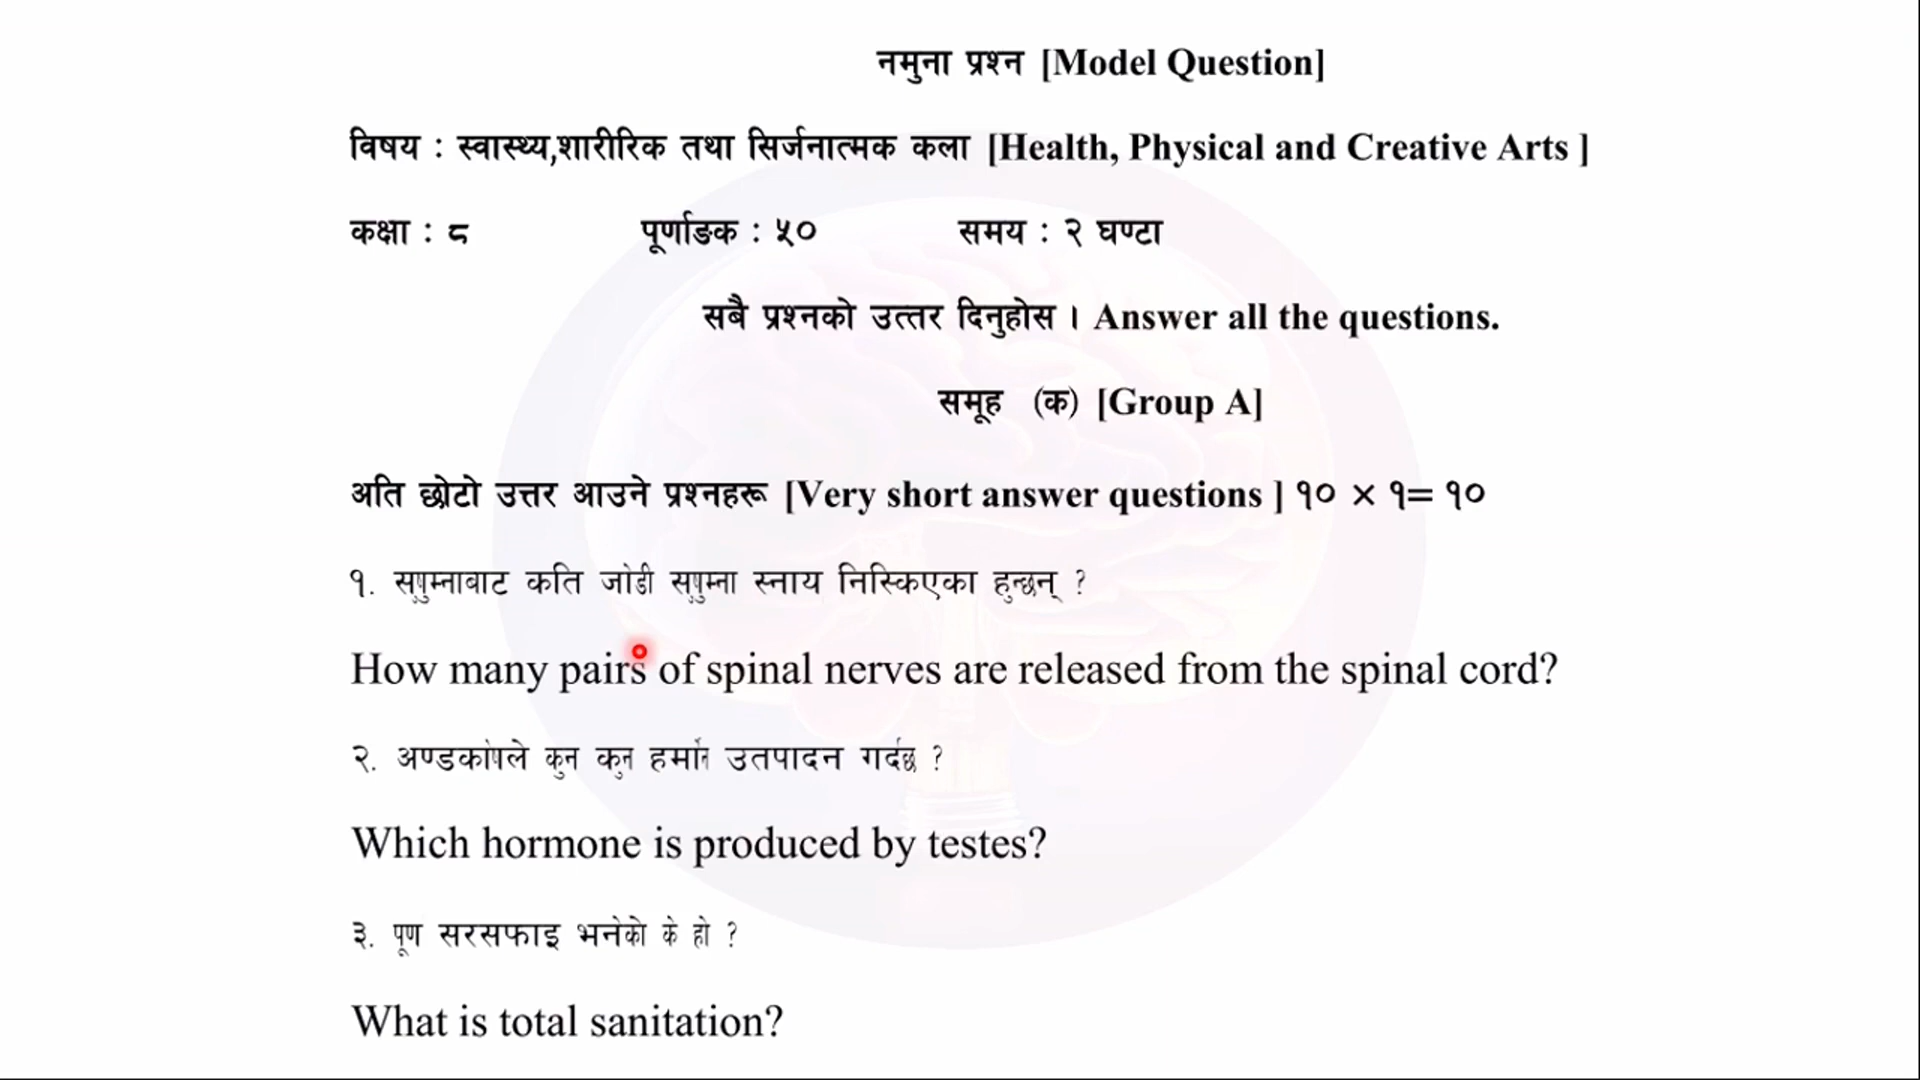 नमुना प्रश्न [Model Question]
विषय : स्वास्थ्य,शारीरिक तथा सिर्जनात्मक कला [Health, Physical and Creative Arts ]
कक्षा : ८ पूर्णाङक : ५० समय : २ घण्टा
सबै प्रश्नको उत्तर दिनुहोस । Answer all the questions.
समूह (क) [Group A]
अति छोटो उत्तर आउने प्रश्नहरू [Very short answer questions ] १० × १= १०
१. सुषुम्नाबाट कति जोडी सुषुम्ना स्नाय निस्किएका हुन्छन् ?
How many pairs of spinal nerves are released from the spinal cord?
२. अण्डकोषले कुन कुन हर्मोन उतपादन गर्दछ ?
Which hormone is produced by testes?
३. पूण सरसफाइ भनेको के हो ?
What is total sanitation?